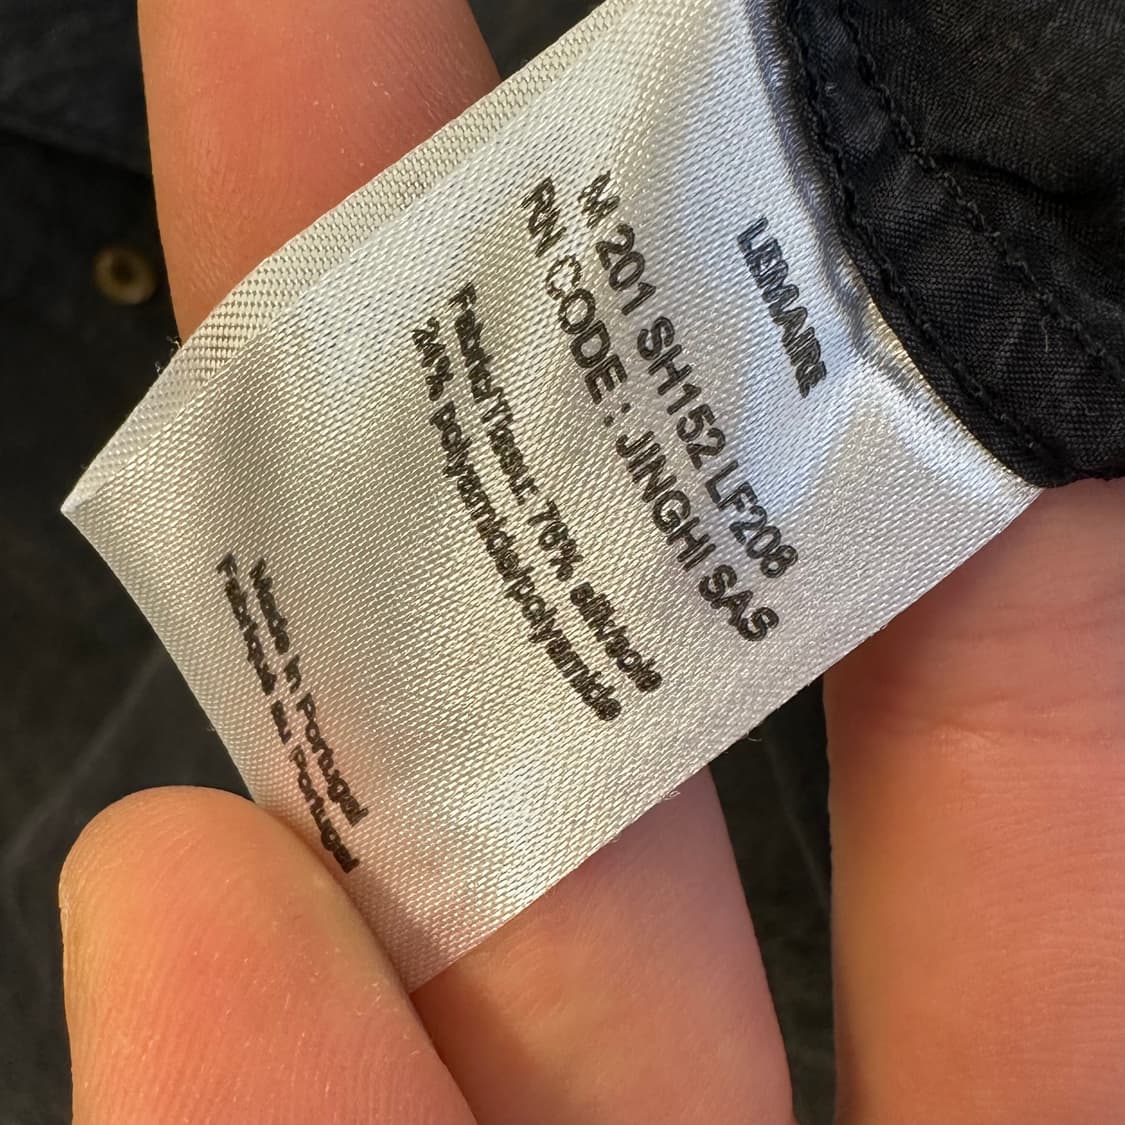 LEMAIRE
M 201 SH152 LF208
RN CODE : JINGHI SAS
Fabric/Tissu: 76% silk/soie
24% polyamide/polyamide
Made in Portugal
Fabriqué au Portugal